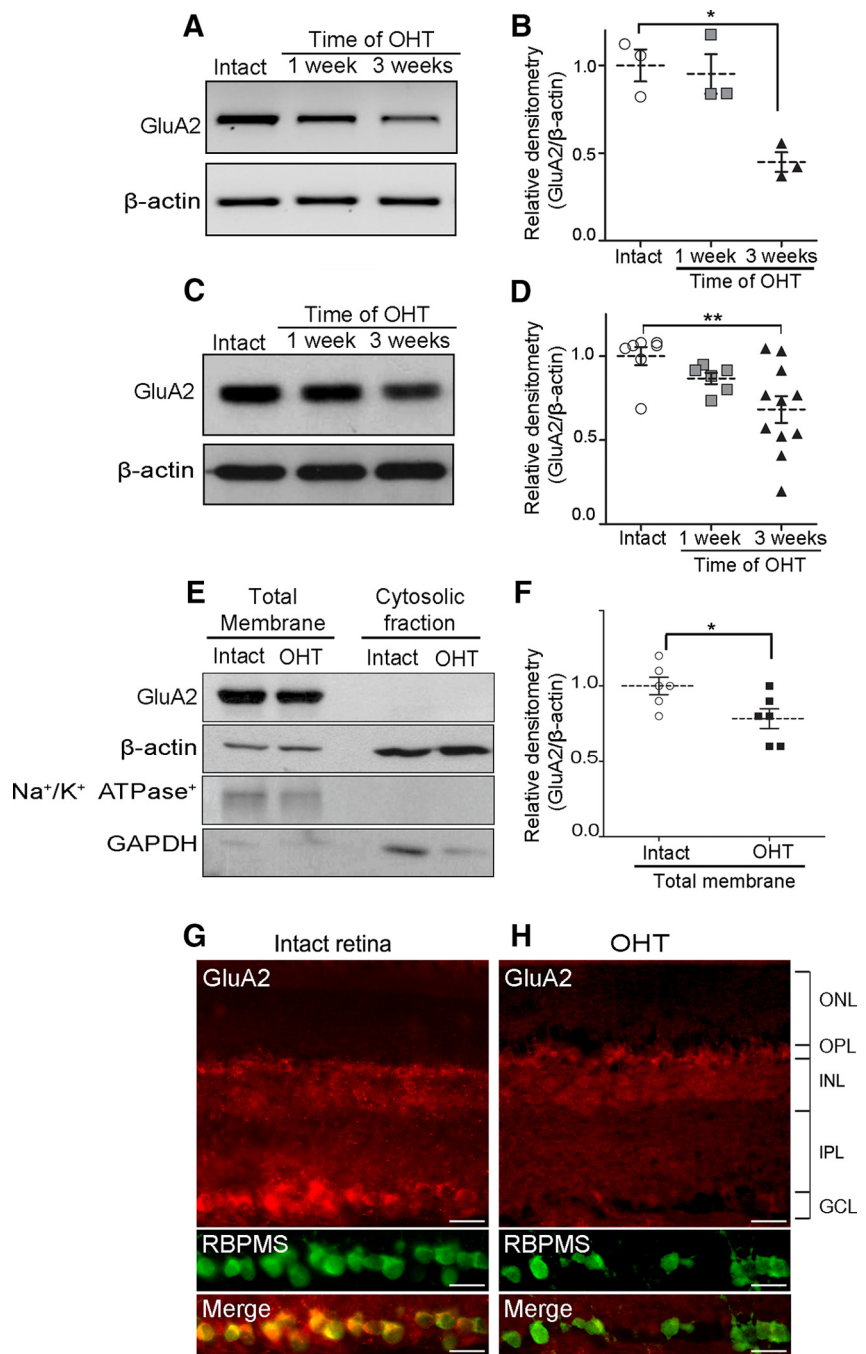 A
Time of OHT
Intact 1 week 3 weeks
GluA2
β-actin
B
Relative densitometry
(GluA2/β-actin)
1.0
0.5
0.0
*
Intact 1 week 3 weeks
Time of OHT
C
Time of OHT
Intact 1 week 3 weeks
GluA2
β-actin
D
Relative densitometry
(GluA2/β-actin)
1.0
0.5
0.0
**
Intact 1 week 3 weeks
Time of OHT
E
Total Cytosolic
Membrane fraction
Intact OHT Intact OHT
GluA2
β-actin
Na⁺/K⁺ ATPase⁺
GAPDH
F
Relative densitometry
(GluA2/β-actin)
1.0
0.5
0.0
*
Intact OHT
Total membrane
G
Intact retina
GluA2
RBPMS
Merge
H
OHT
GluA2
RBPMS
Merge
ONL
OPL
INL
IPL
GCL